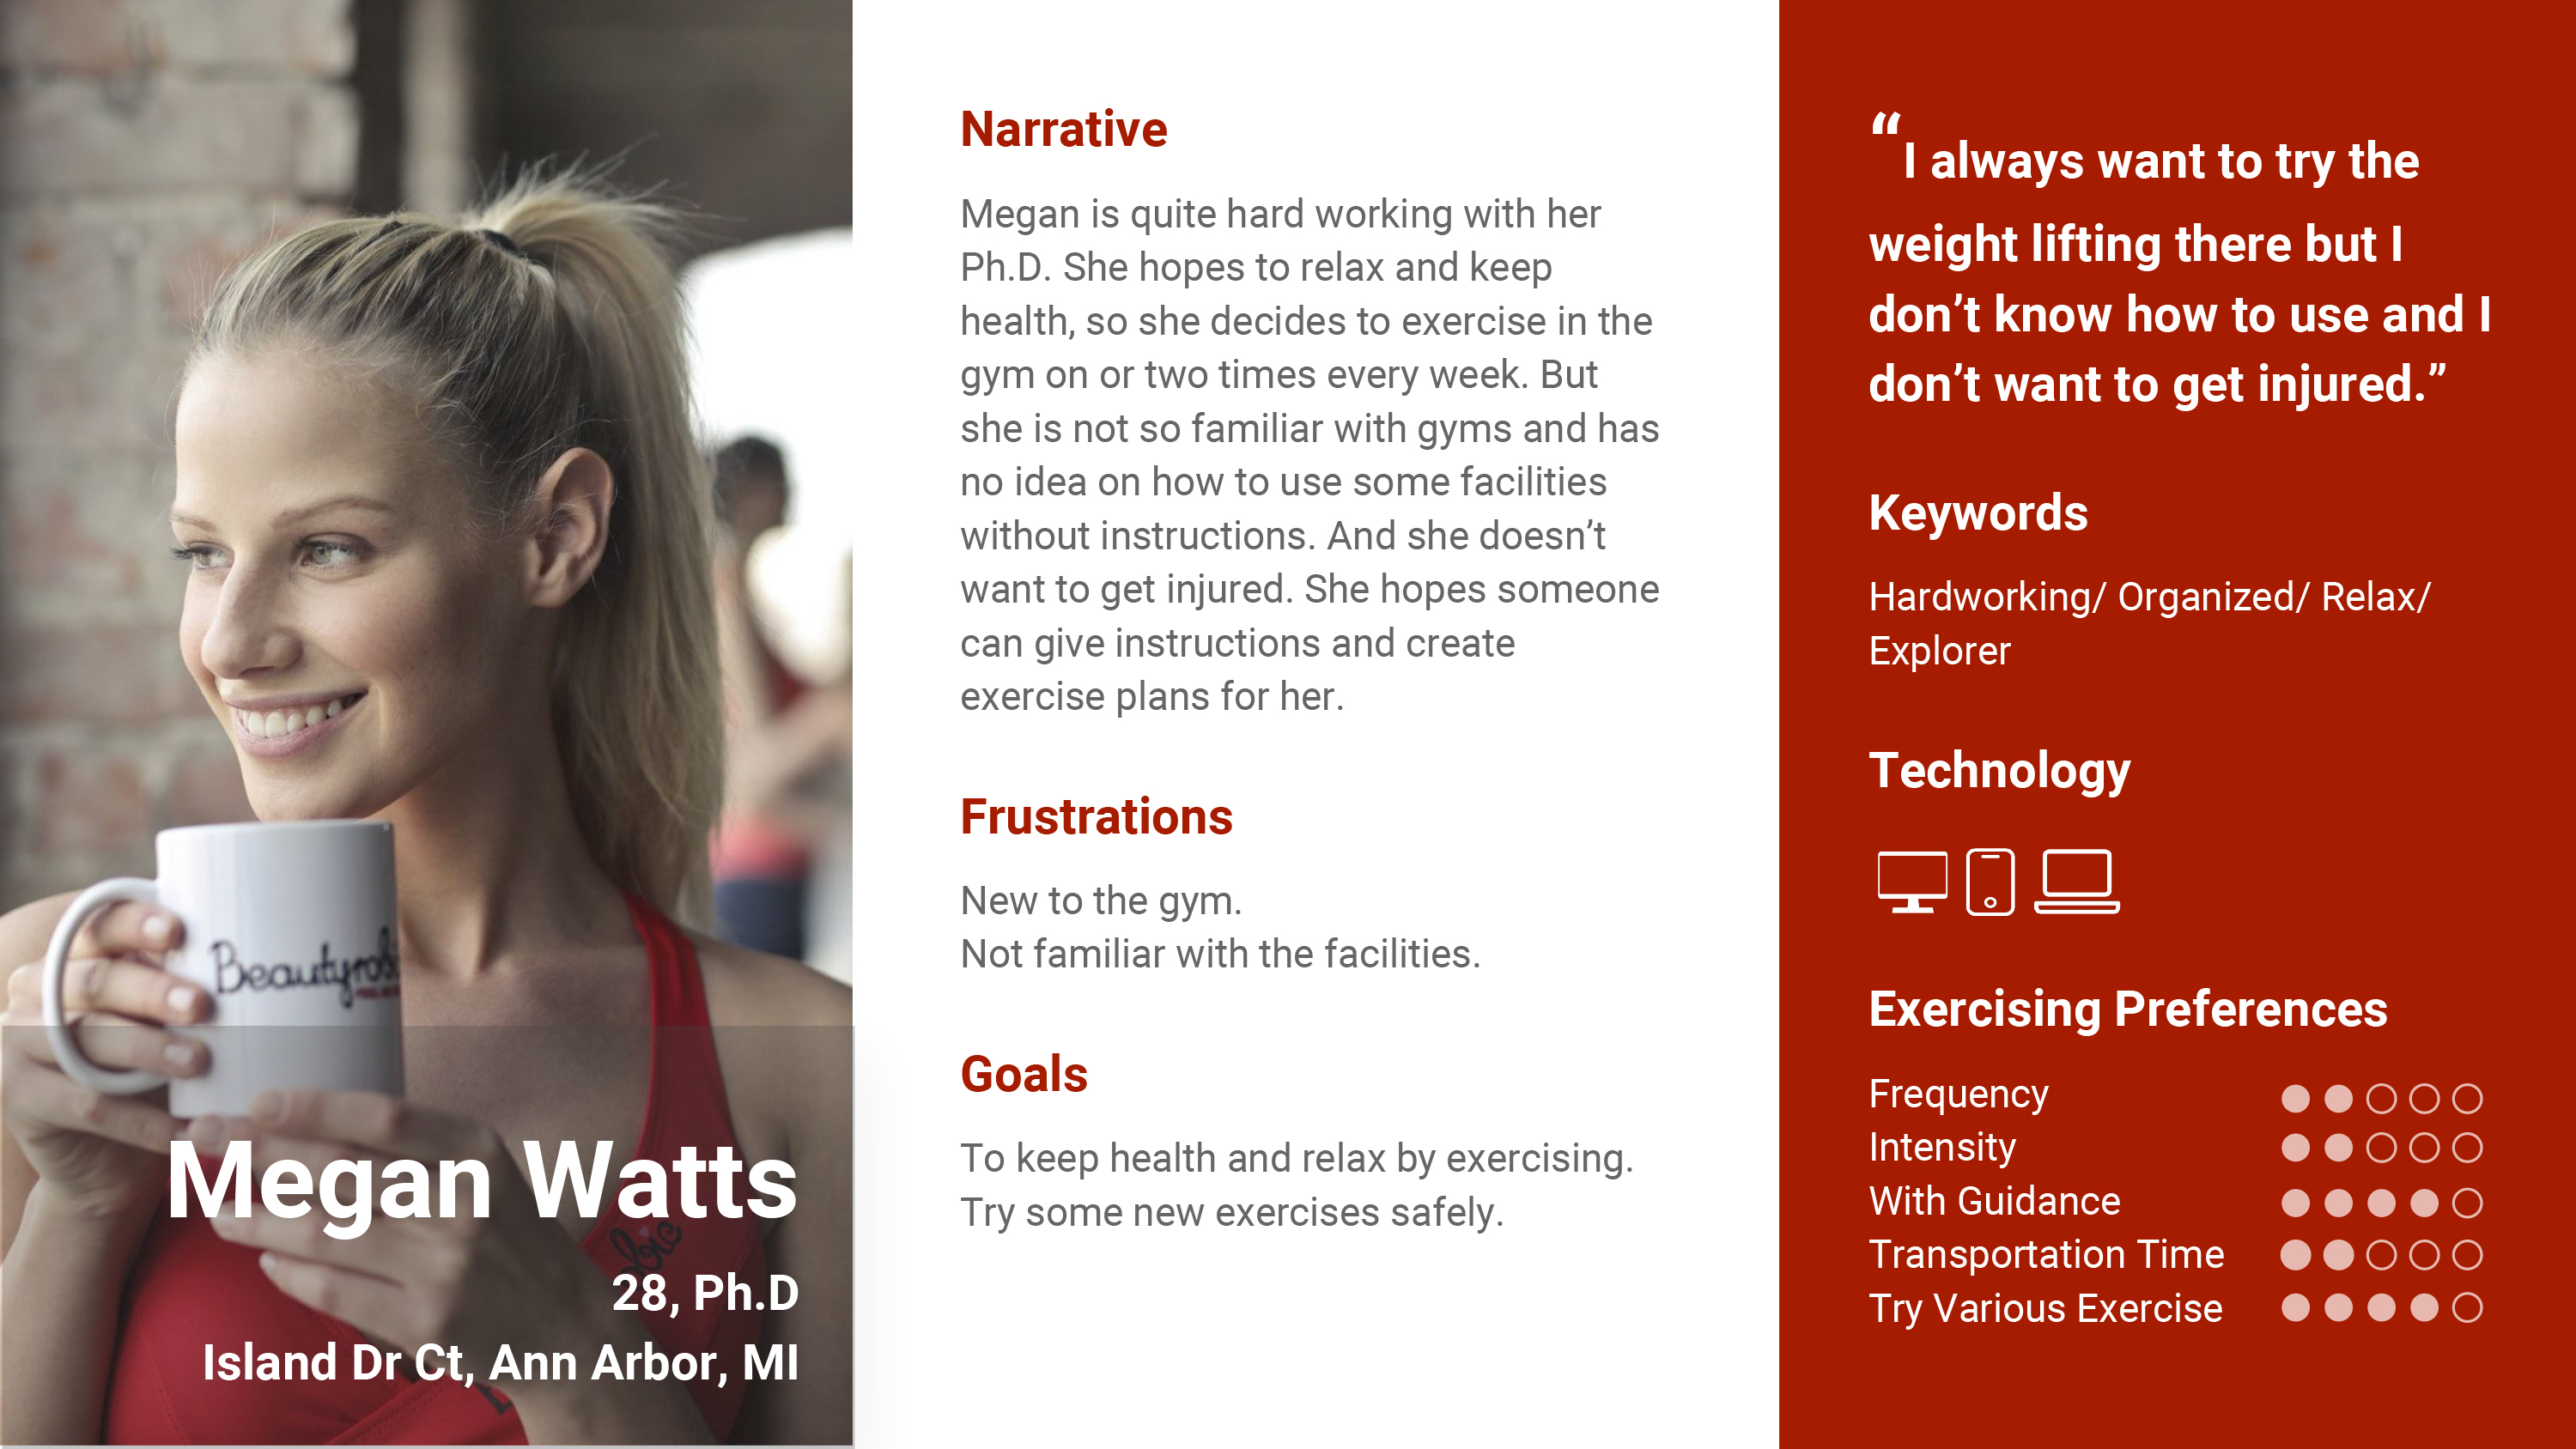 Beautyrobic
obic
Megan Watts
28, Ph.D
Island Dr Ct, Ann Arbor, MI
Narrative
Megan is quite hard working with her
Ph.D. She hopes to relax and keep
health, so she decides to exercise in the
gym on or two times every week. But
she is not so familiar with gyms and has
no idea on how to use some facilities
without instructions. And she doesn’t
want to get injured. She hopes someone
can give instructions and create
exercise plans for her.
Frustrations
New to the gym.
Not familiar with the facilities.
Goals
To keep health and relax by exercising.
Try some new exercises safely.
“I always want to try the
weight lifting there but I
don’t know how to use and I
don’t want to get injured.”
Keywords
Hardworking/ Organized/ Relax/
Explorer
Technology
Exercising Preferences
Frequency
Intensity
With Guidance
Transportation Time
Try Various Exercise